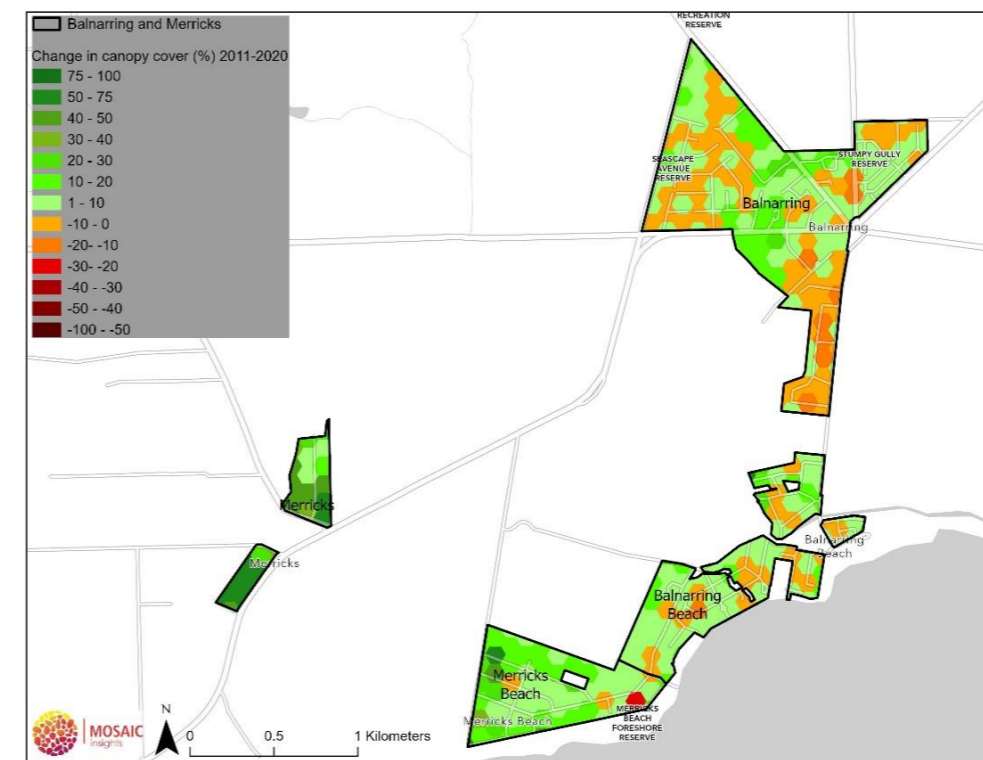 Balnarring and Merricks
Change in canopy cover (%) 2011-2020
75 - 100
50 - 75
40 - 50
30 - 40
20 - 30
10 - 20
1 - 10
-10 - 0
-20- -10
-30- -20
-40 - -30
-50 - -40
-100 - -50
RECREATION
RESERVE
SEASCAPE
AVENUE
RESERVE
STUMPY GULLY
RESERVE
Balnarring
Balnarring
Merricks
Merricks
Balnarring
Beach
Balnarring
Beach
Merricks
Beach
Merricks Beach
MERRICKS
BEACH
FORESHORE
RESERVE
MOSAIC
insights
N
0 0.5 1 Kilometers